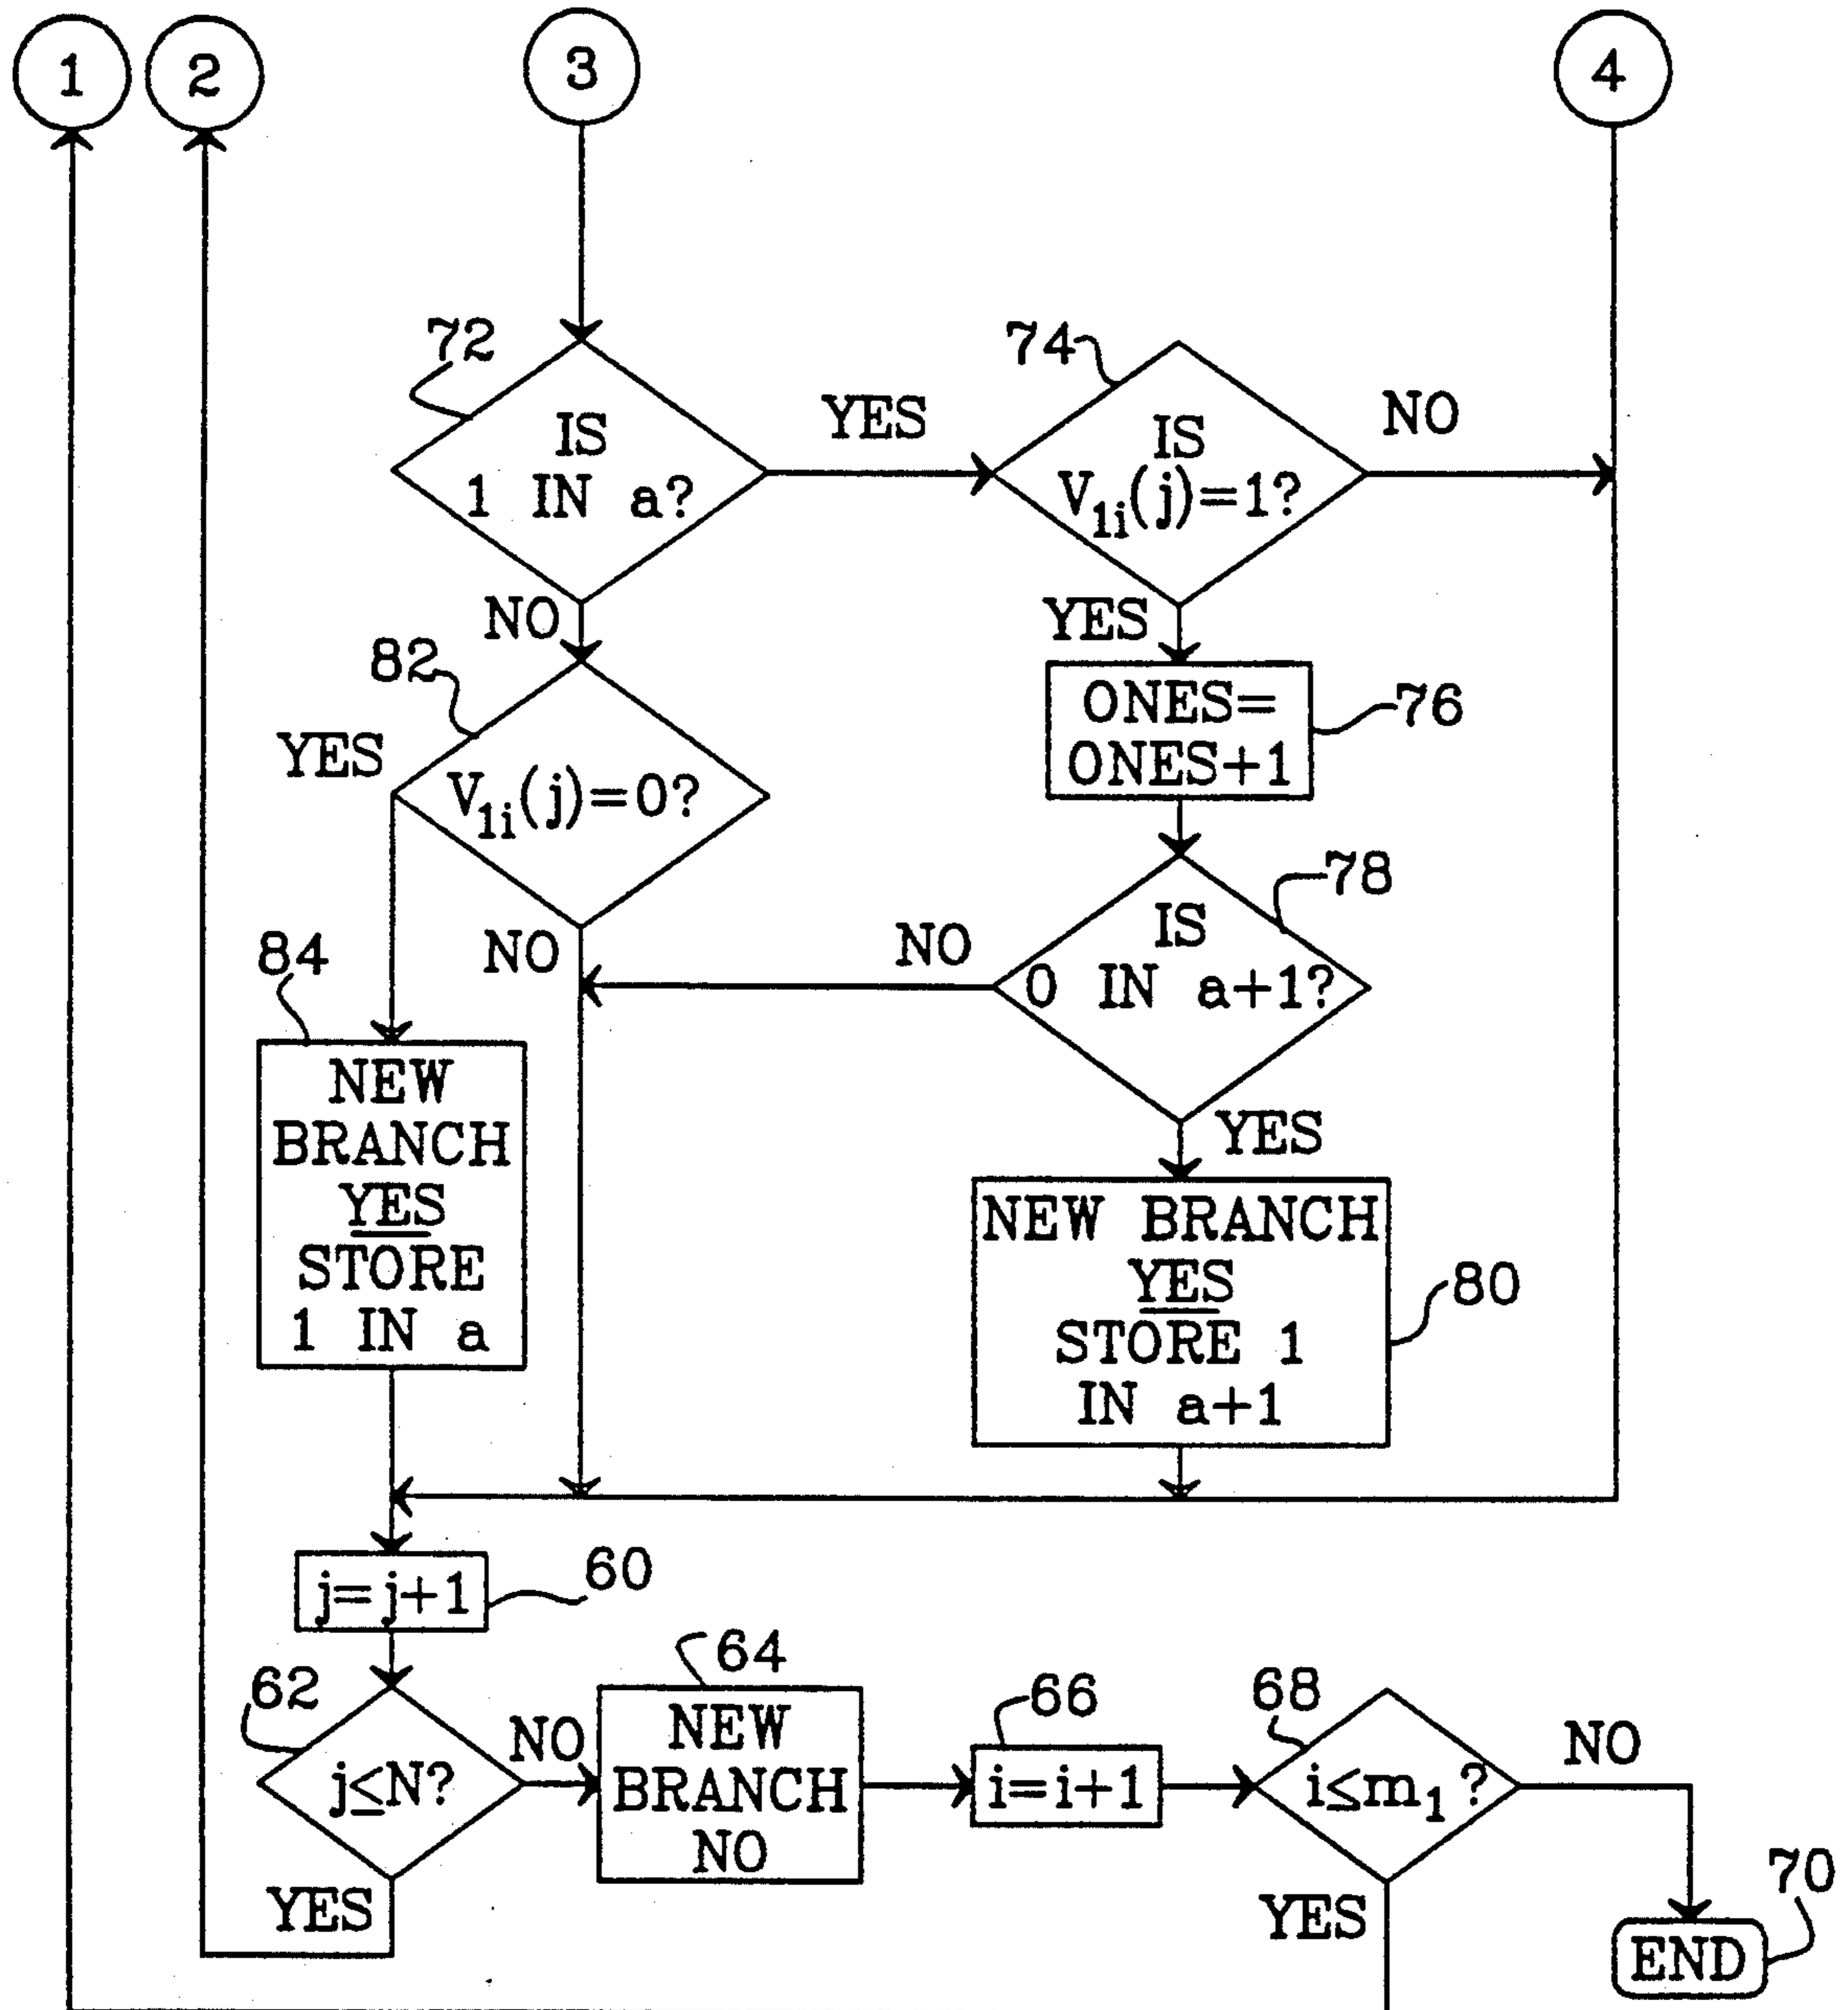 1
2
3
4
72
IS
1 IN a?
YES
74
IS
V1i(j)=1?
NO
NO
YES
82
YES
V1i(j)=0?
ONES=
ONES+1
76
78
IS
0 IN a+1?
NO
NO
84
NEW
BRANCH
YES
STORE
1 IN a
YES
NEW BRANCH
YES
STORE 1
IN a+1
80
j=j+1
60
62
j≤N?
NO
YES
64
NEW
BRANCH
NO
66
i=i+1
68
i≤m1?
NO
YES
70
END